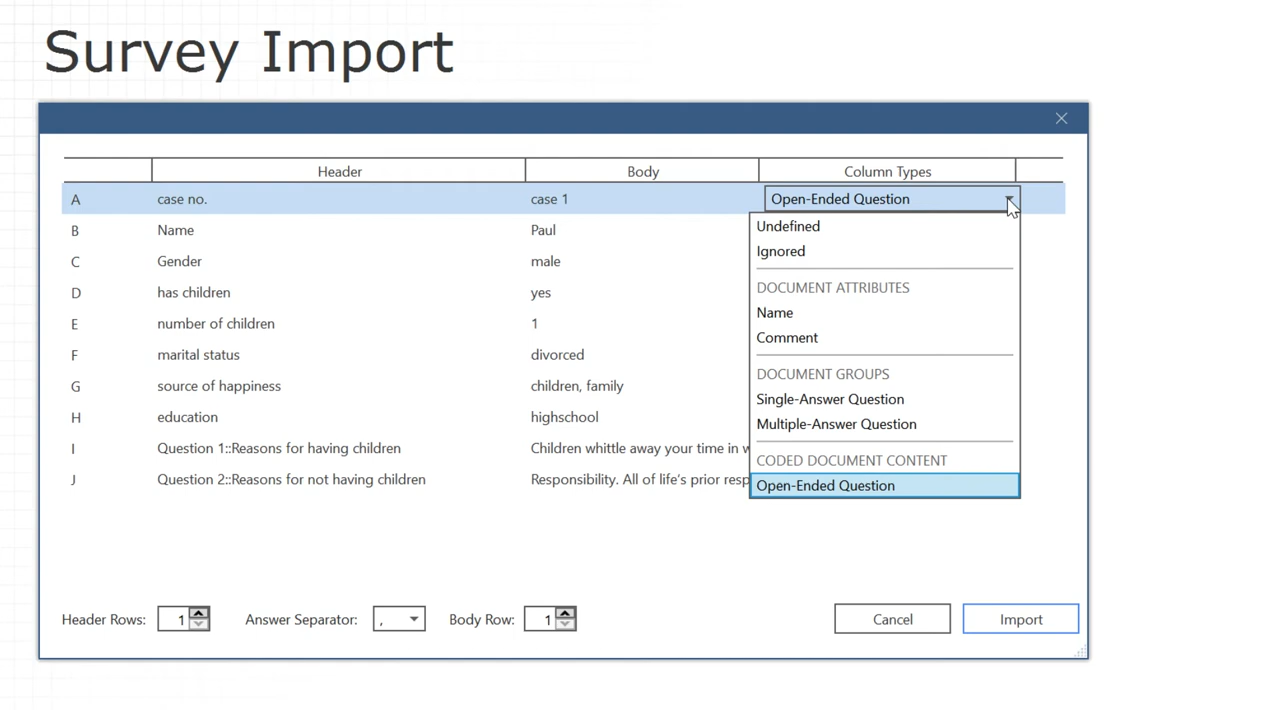 Survey Import
Header Body Column Types
A case no. case 1 Open-Ended Question
Undefined
B Name Paul
Ignored
C Gender male
DOCUMENT ATTRIBUTES
D has children yes
Name
E number of children 1
Comment
F marital status divorced
DOCUMENT GROUPS
G source of happiness children, family
Single-Answer Question
H education highschool
Multiple-Answer Question
I Question 1::Reasons for having children Children whittle away your time in w
CODED DOCUMENT CONTENT
J Question 2::Reasons for not having children Responsibility. All of life's prior resp
Open-Ended Question
Header Rows: 1 Answer Separator: , Body Row: 1 Cancel Import